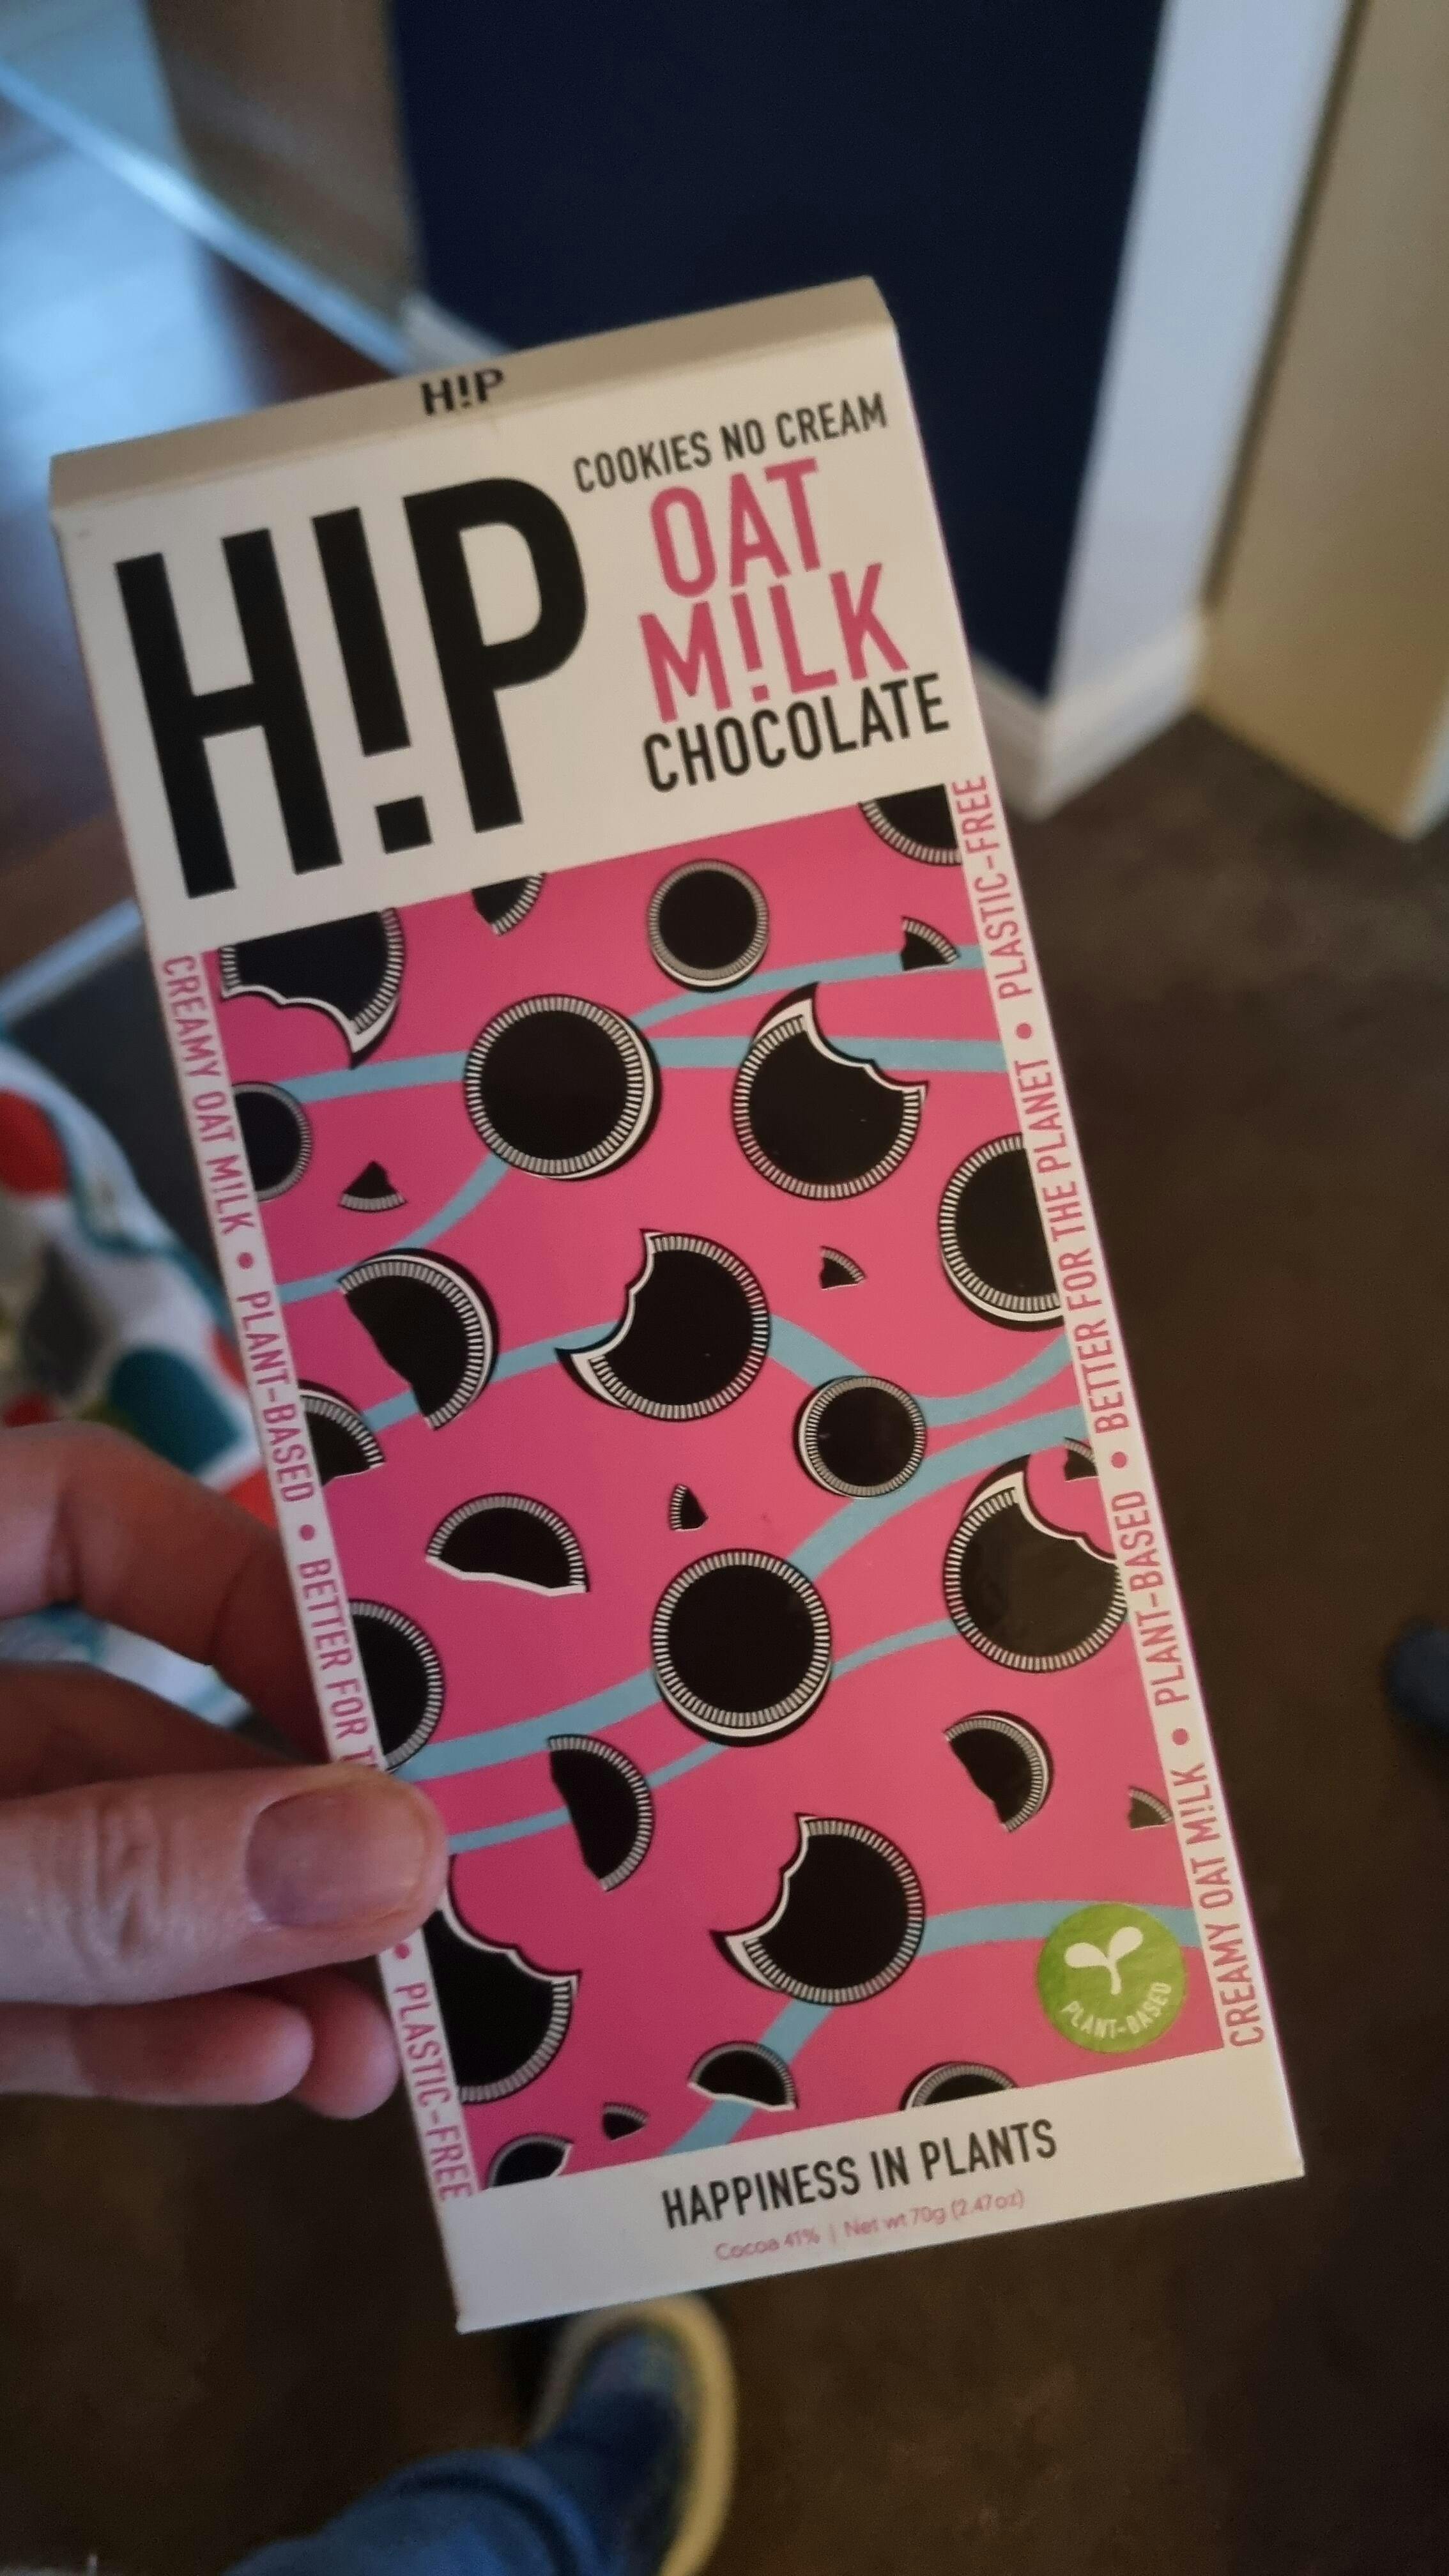 H!P
H!P
COOKIES NO CREAM
OAT
M!LK
CHOCOLATE
CREAMY OAT M!LK • PLANT-BASED • BETTER FOR • PLASTIC-FREE
CREAMY OAT M!LK • PLANT-BASED • BETTER FOR THE PLANET • PLASTIC-FREE
PLANT-BASED
HAPPINESS IN PLANTS
Cocoa 41% | Net wt 70g (2.47oz)